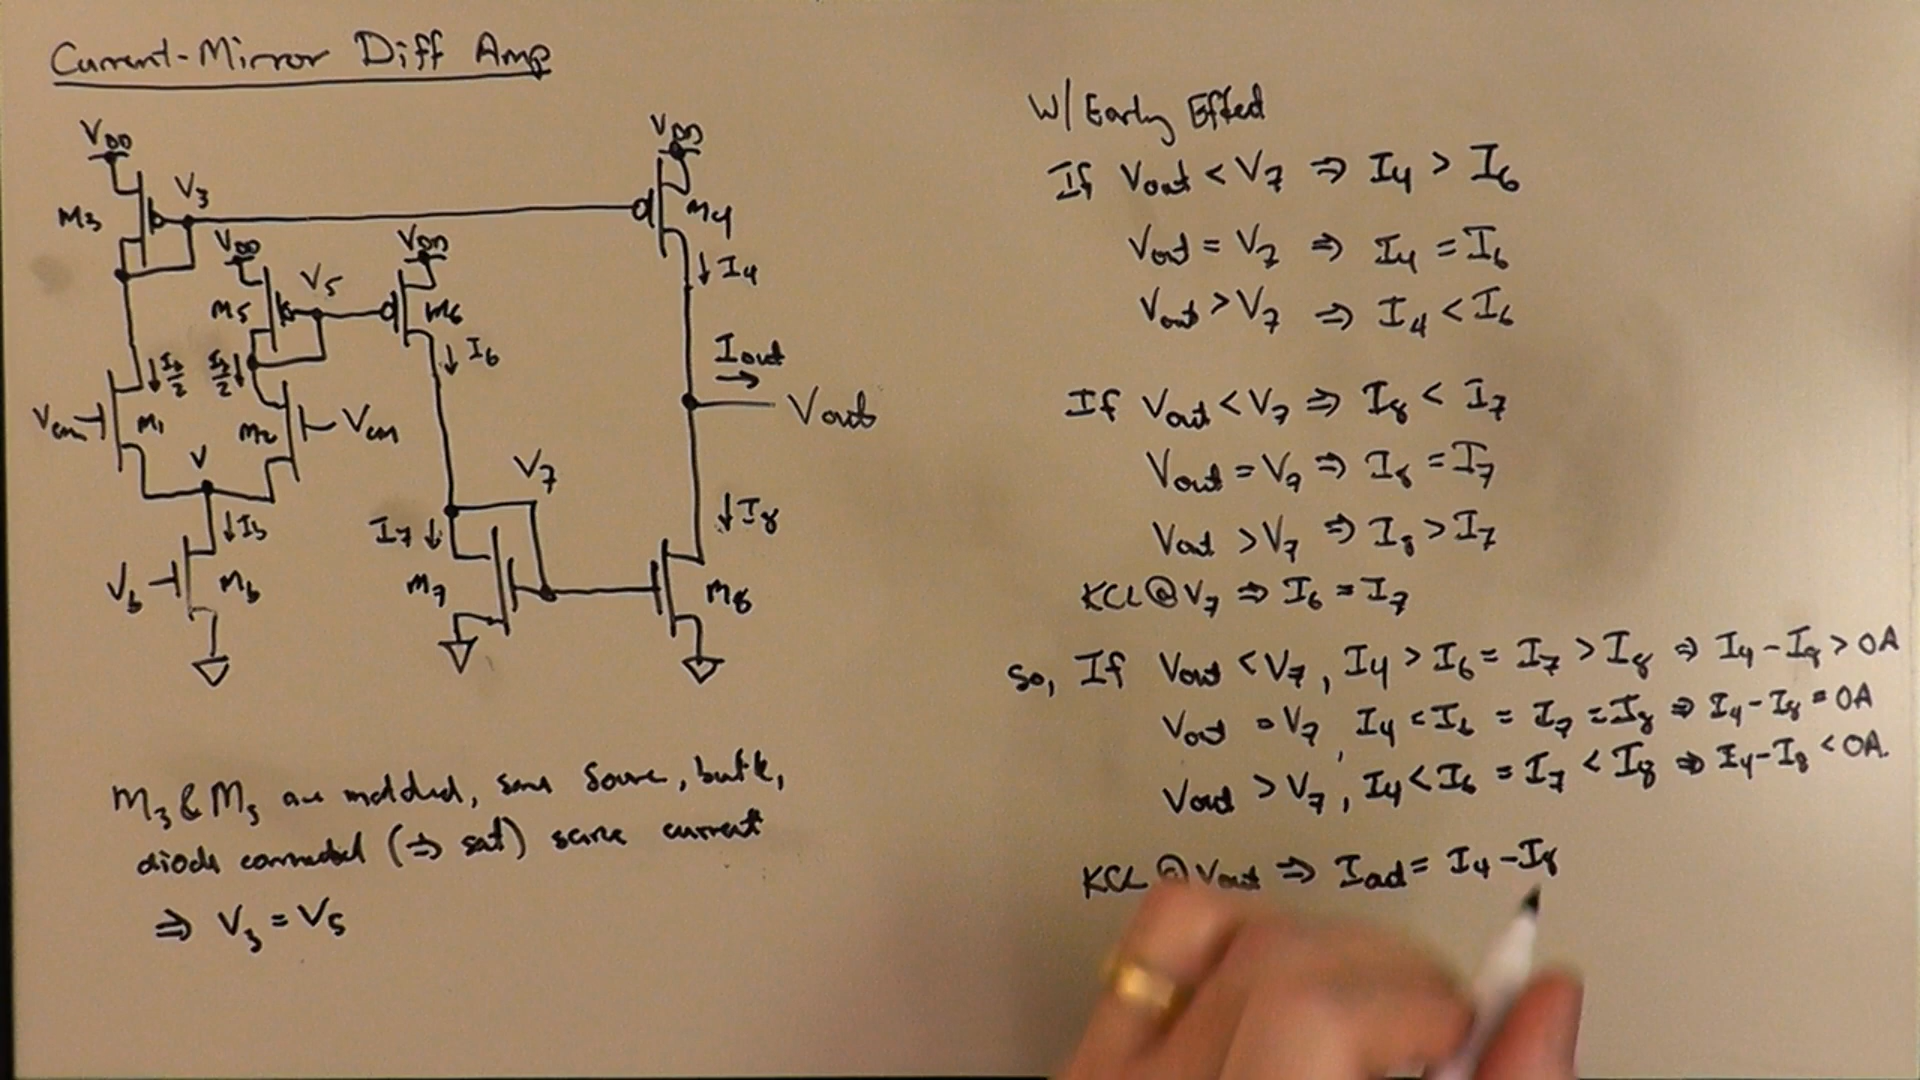 Current-Mirror Diff Amp
VDD
VDD
M3
V3
M4
VDD
VDD
V5
M5
M6
↓ I4
↓ I6
Iout
→
↓ Ib/2
Ib/2 ↓
Vcm
M1
M2
Vcm
Vout
V
V7
↓ Ib
I7 ↓
↓ I8
Vb
Mb
M7
M8
M3 & M5 are matched, same source, bulk,
diode connected (⇒ sat) same current
⇒ V3 = V5
W/ Early Effect
If Vout < V7 ⇒ I4 > I6
Vout = V7 ⇒ I4 = I6
Vout > V7 ⇒ I4 < I6
If Vout < V7 ⇒ I8 < I7
Vout = V7 ⇒ I8 = I7
Vout > V7 ⇒ I8 > I7
KCL @ V7 ⇒ I6 = I7
So, If Vout < V7, I4 > I6 = I7 > I8 ⇒ I4 - I8 > 0A
Vout = V7, I4 = I6 = I7 = I8 ⇒ I4 - I8 = 0A
Vout > V7, I4 < I6 = I7 < I8 ⇒ I4 - I8 < 0A.
KCL @ Vout ⇒ Iout = I4 - I8